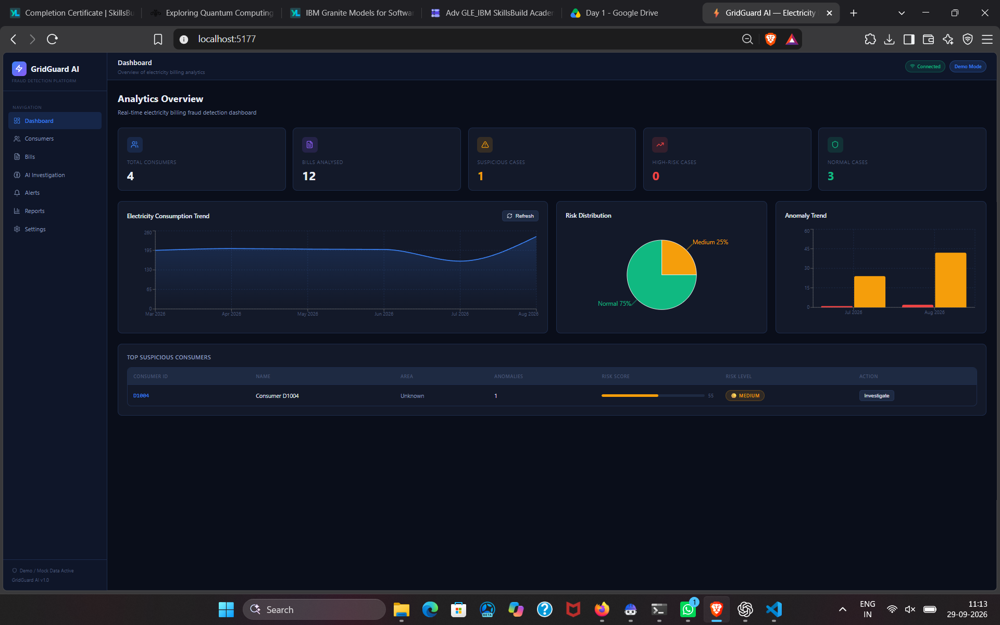 Completion Certificate | SkillsBu
Exploring Quantum Computing
IBM Granite Models for Softwar
Adv GLE_IBM SkillsBuild Acader
Day 1 - Google Drive
GridGuard AI — Electricity
localhost:5177
GridGuard AI
FRAUD DETECTION PLATFORM
Dashboard
Overview of electricity billing analytics
Connected
Demo Mode
NAVIGATION
Dashboard
Consumers
Bills
AI Investigation
Alerts
Reports
Settings
Analytics Overview
Real-time electricity billing fraud detection dashboard
TOTAL CONSUMERS
4
BILLS ANALYSED
12
SUSPICIOUS CASES
1
HIGH-RISK CASES
0
NORMAL CASES
3
Electricity Consumption Trend
Refresh
260
195
130
65
0
Mar 2026 Apr 2026 May 2026 Jun 2026 Jul 2026 Aug 2026
Risk Distribution
Medium 25%
Normal 75%
Anomaly Trend
60
45
30
15
0
Jul 2026 Aug 2026
TOP SUSPICIOUS CONSUMERS
CONSUMER ID NAME AREA ANOMALIES RISK SCORE RISK LEVEL ACTION
D1004 Consumer D1004 Unknown 1 55 MEDIUM Investigate
Demo / Mock Data Active
GridGuard AI v1.0
Search
BETA
1
ENG
IN
11:13
29-09-2026